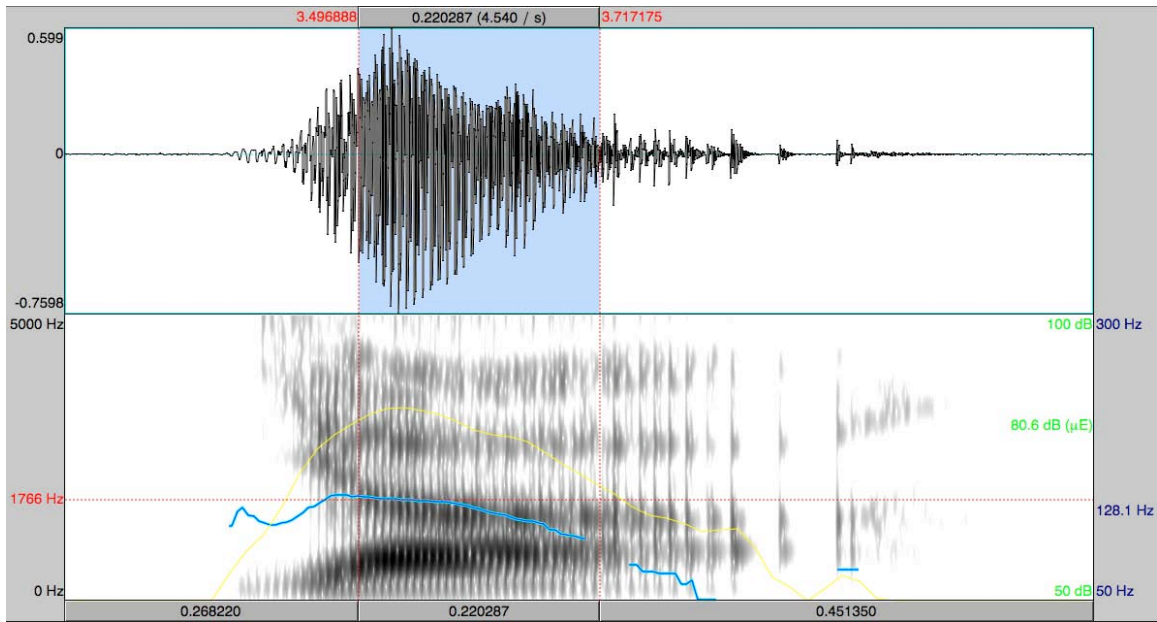 3.496888 0.220287 (4.540 / s) 3.717175
0.599
0
-0.7598
5000 Hz 100 dB 300 Hz
80.6 dB (µE)
1766 Hz
128.1 Hz
0 Hz 50 dB 50 Hz
0.268220 0.220287 0.451350